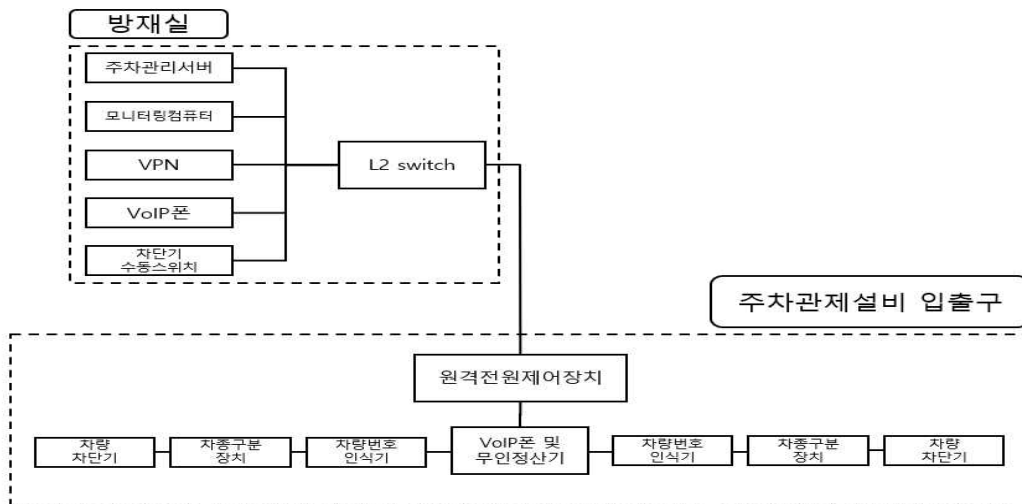 방재실
주차관리서버
모니터링컴퓨터
VPN
L2 switch
VoIP폰
차단기
수동스위치
주차관제설비 입출구
원격전원제어장치
차량
차단기
차종구분
장치
차량번호
인식기
VoIP폰 및
무인정산기
차량번호
인식기
차종구분
장치
차량
차단기